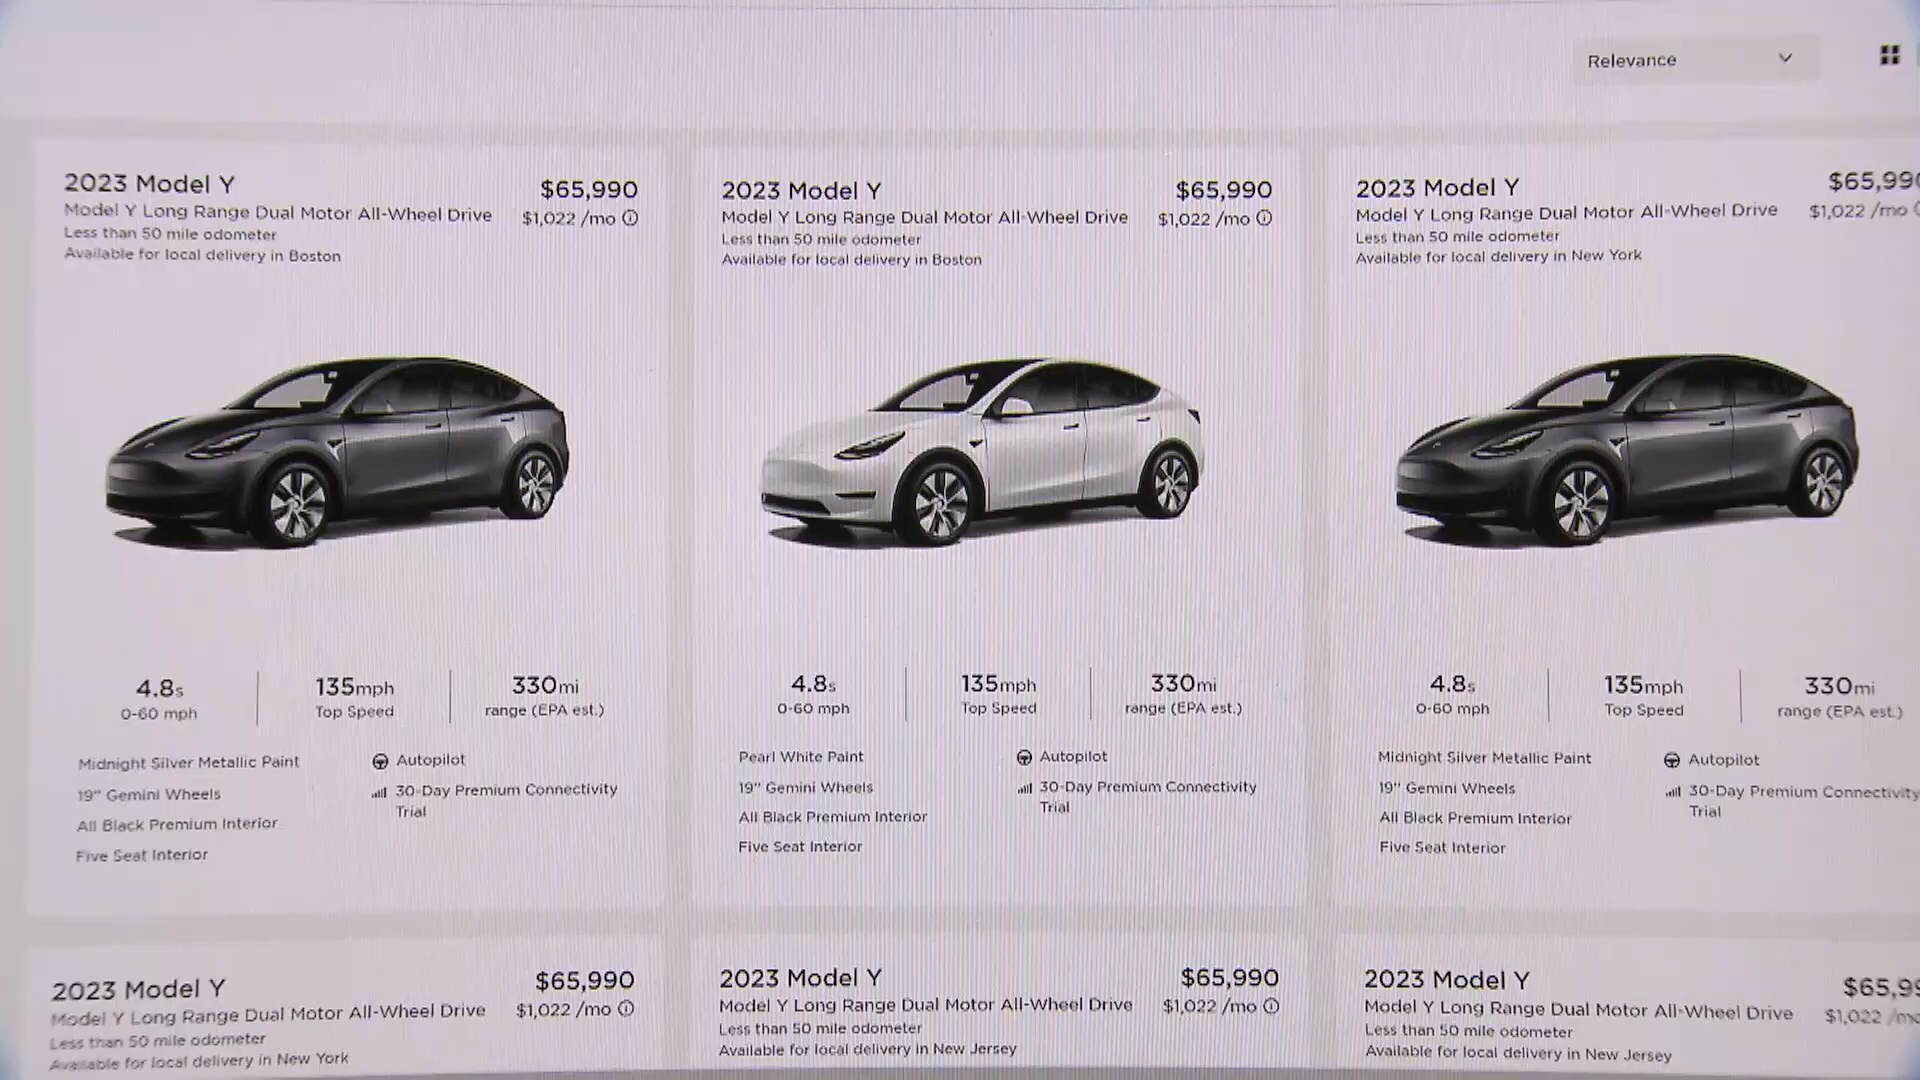 Relevance
2023 Model Y
$65,990
Model Y Long Range Dual Motor All-Wheel Drive
$1,022 /mo
Less than 50 mile odometer
Available for local delivery in Boston
4.8s
0-60 mph
135mph
Top Speed
330mi
range (EPA est.)
Midnight Silver Metallic Paint
19" Gemini Wheels
All Black Premium Interior
Five Seat Interior
Autopilot
30-Day Premium Connectivity
Trial
2023 Model Y
$65,990
Model Y Long Range Dual Motor All-Wheel Drive
$1,022 /mo
Less than 50 mile odometer
Available for local delivery in Boston
4.8s
0-60 mph
135mph
Top Speed
330mi
range (EPA est.)
Pearl White Paint
19" Gemini Wheels
All Black Premium Interior
Five Seat Interior
Autopilot
30-Day Premium Connectivity
Trial
2023 Model Y
$65,990
Model Y Long Range Dual Motor All-Wheel Drive
$1,022 /mo
Less than 50 mile odometer
Available for local delivery in New York
4.8s
0-60 mph
135mph
Top Speed
330mi
range (EPA est.)
Midnight Silver Metallic Paint
19" Gemini Wheels
All Black Premium Interior
Five Seat Interior
Autopilot
30-Day Premium Connectivity
Trial
2023 Model Y
$65,990
Model Y Long Range Dual Motor All-Wheel Drive
$1,022 /mo
Less than 50 mile odometer
Available for local delivery in New York
2023 Model Y
$65,990
Model Y Long Range Dual Motor All-Wheel Drive
$1,022 /mo
Less than 50 mile odometer
Available for local delivery in New Jersey
2023 Model Y
$65,99
Model Y Long Range Dual Motor All-Wheel Drive
$1,022 /mo
Less than 50 mile odometer
Available for local delivery in New Jersey